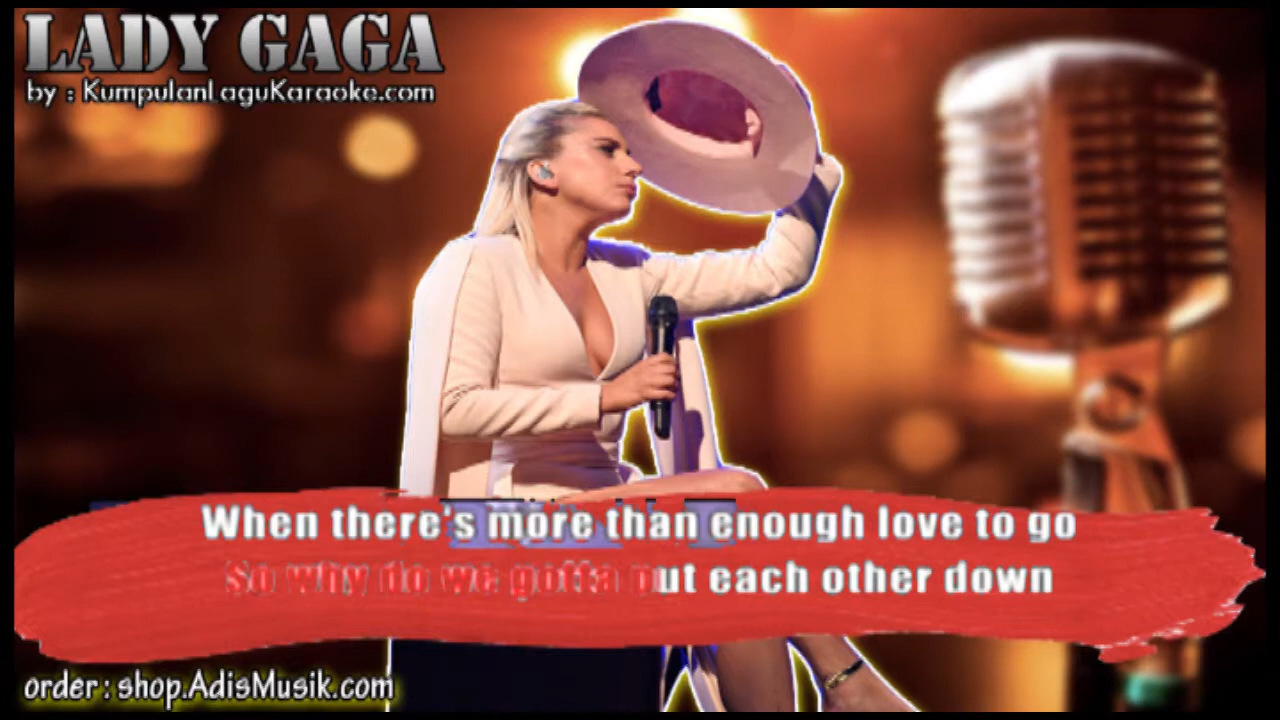 LADY GAGA
by : KumpulanLaguKaraoke.com
When there's more than enough love to go
So why do we gotta put each other down
order : shop.AdisMusik.com